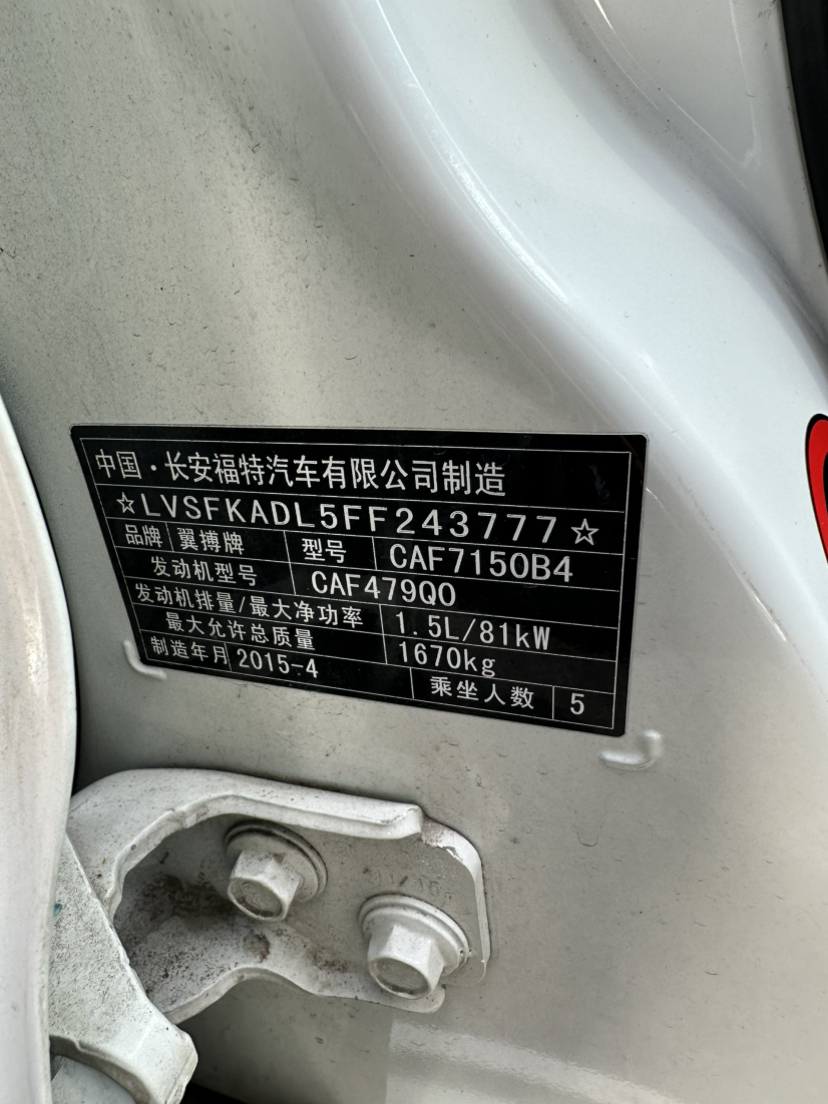 中国·长安福特汽车有限公司制造
☆LVSFKADL5FF243777☆
品牌 翼搏牌 型号 CAF7150B4
发动机型号 CAF479Q0
发动机排量/最大净功率 1.5L/81kW
最大允许总质量 1670kg
制造年月 2015-4 乘坐人数 5